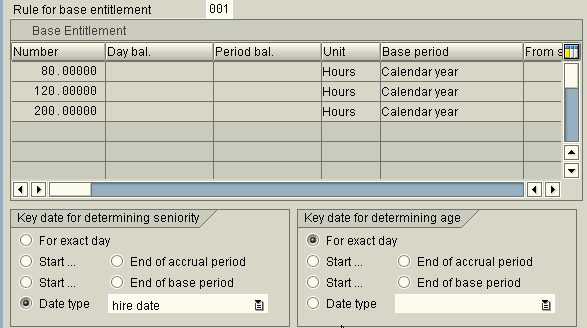 Rule for base entitlement 001
Base Entitlement
Number Day bal. Period bal. Unit Base period From s
80.00000 Hours Calendar year
120.00000 Hours Calendar year
200.00000 Hours Calendar year
Key date for determining seniority Key date for determining age
For exact day For exact day
Start ... End of accrual period Start ... End of accrual period
Start ... End of base period Start ... End of base period
Date type hire date Date type